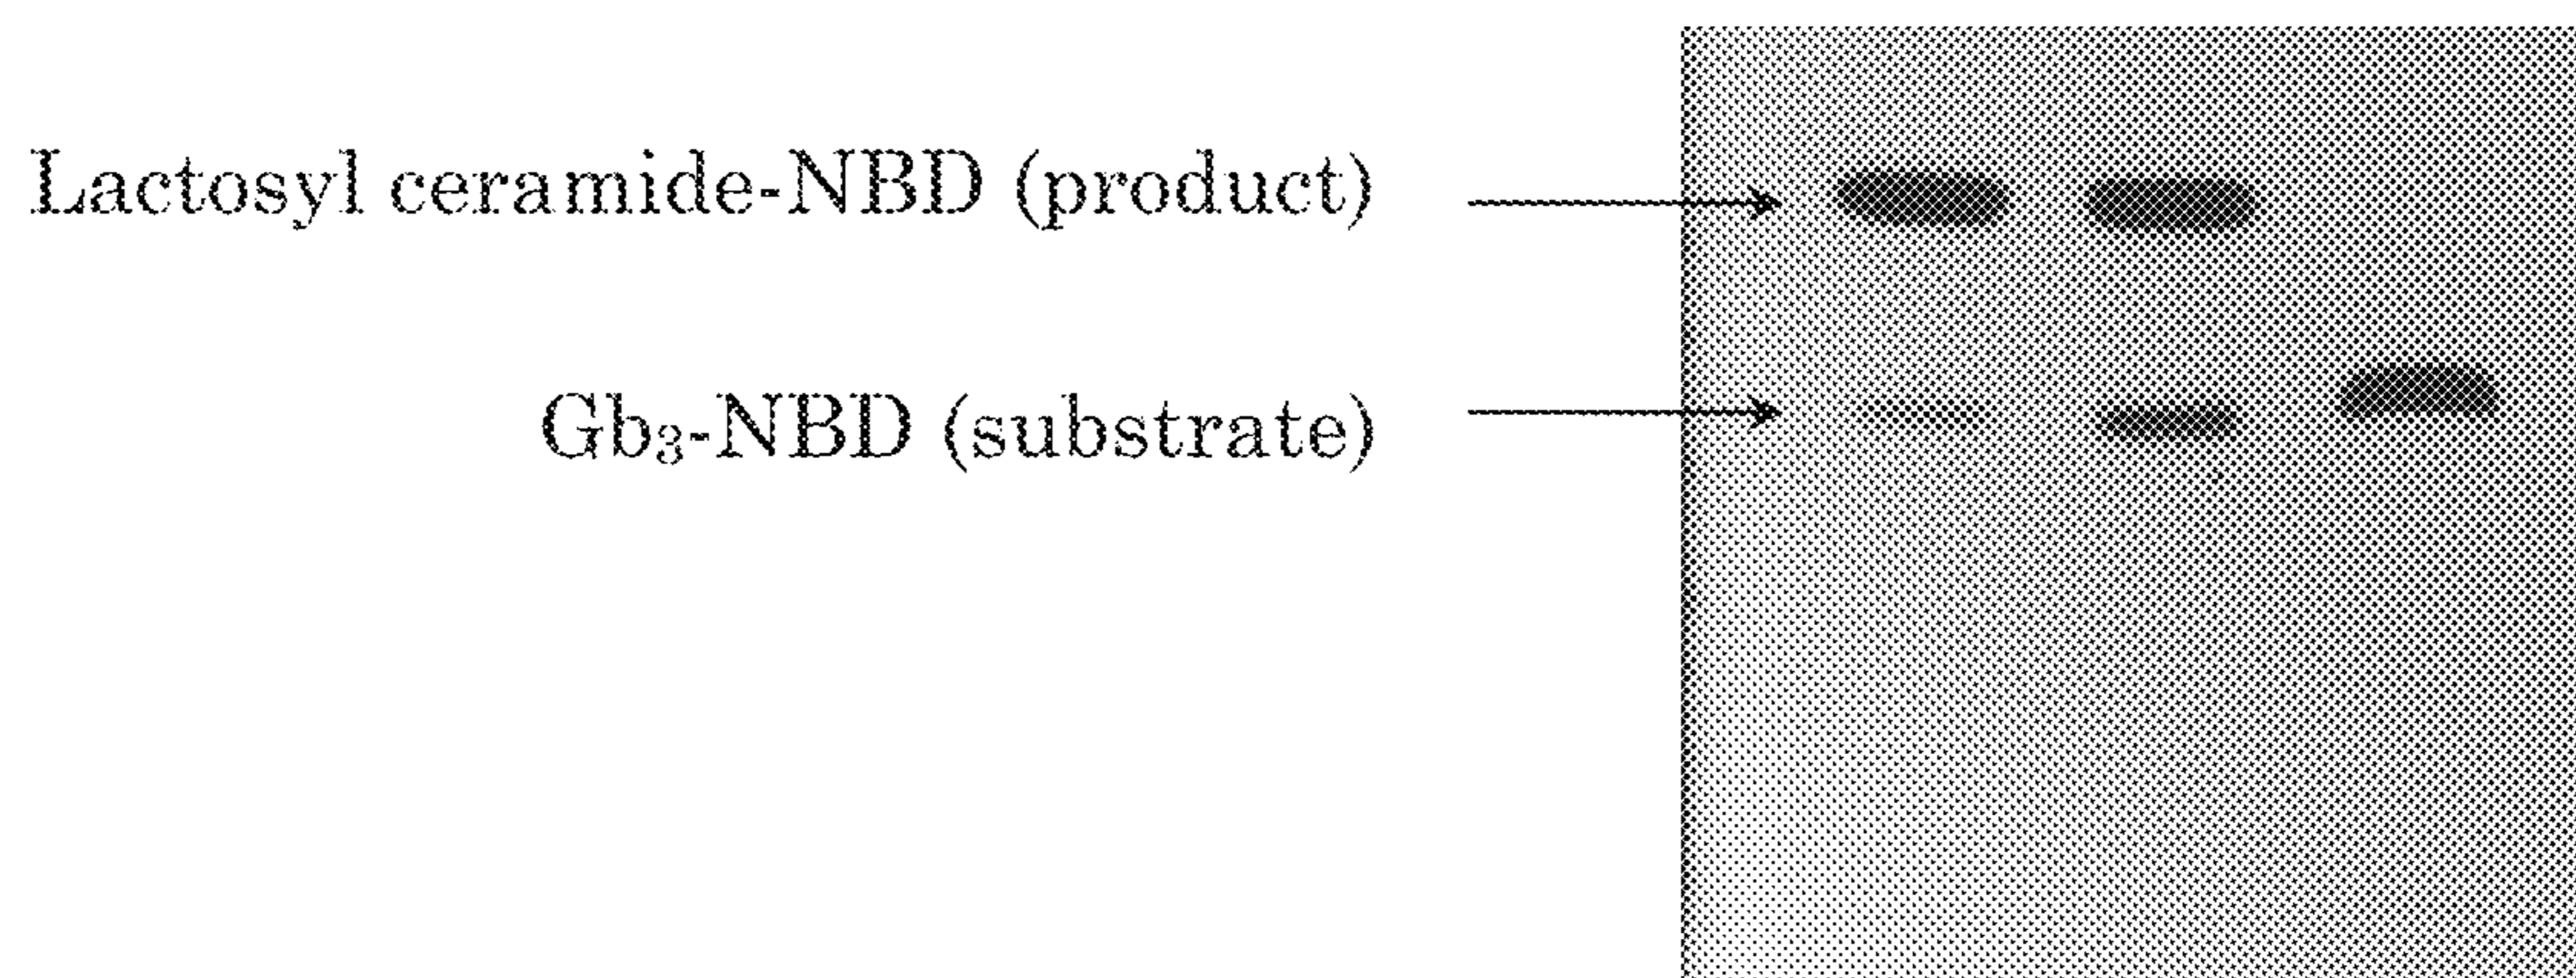 Lactosyl ceramide-NBD (product)
Gb₃-NBD (substrate)